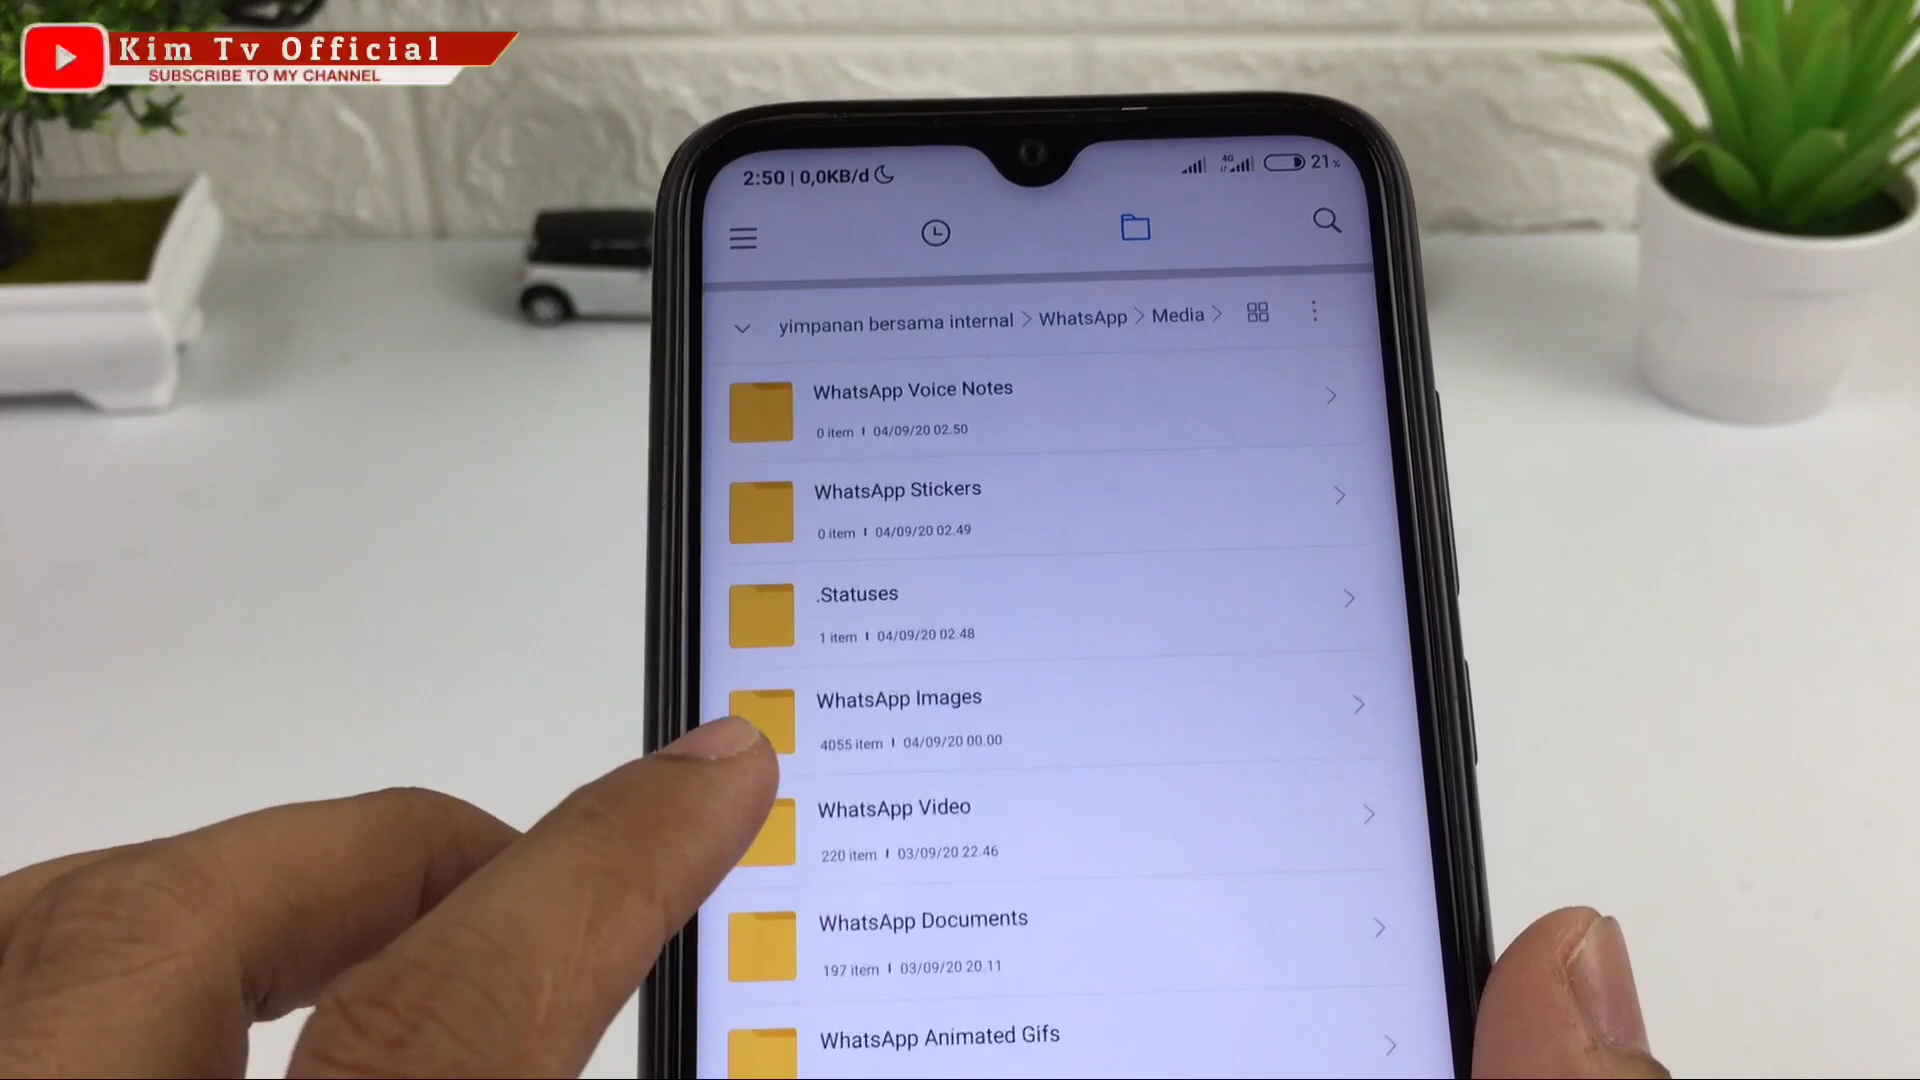 Kim Tv Official
SUBSCRIBE TO MY CHANNEL
2:50 | 0,0KB/d
4G 21%
yimpanan bersama internal > WhatsApp > Media >
WhatsApp Voice Notes
0 item | 04/09/20 02.50
WhatsApp Stickers
0 item | 04/09/20 02.49
.Statuses
1 item | 04/09/20 02.48
WhatsApp Images
4055 item | 04/09/20 00.00
WhatsApp Video
220 item | 03/09/20 22.46
WhatsApp Documents
197 item | 03/09/20 20.11
WhatsApp Animated Gifs